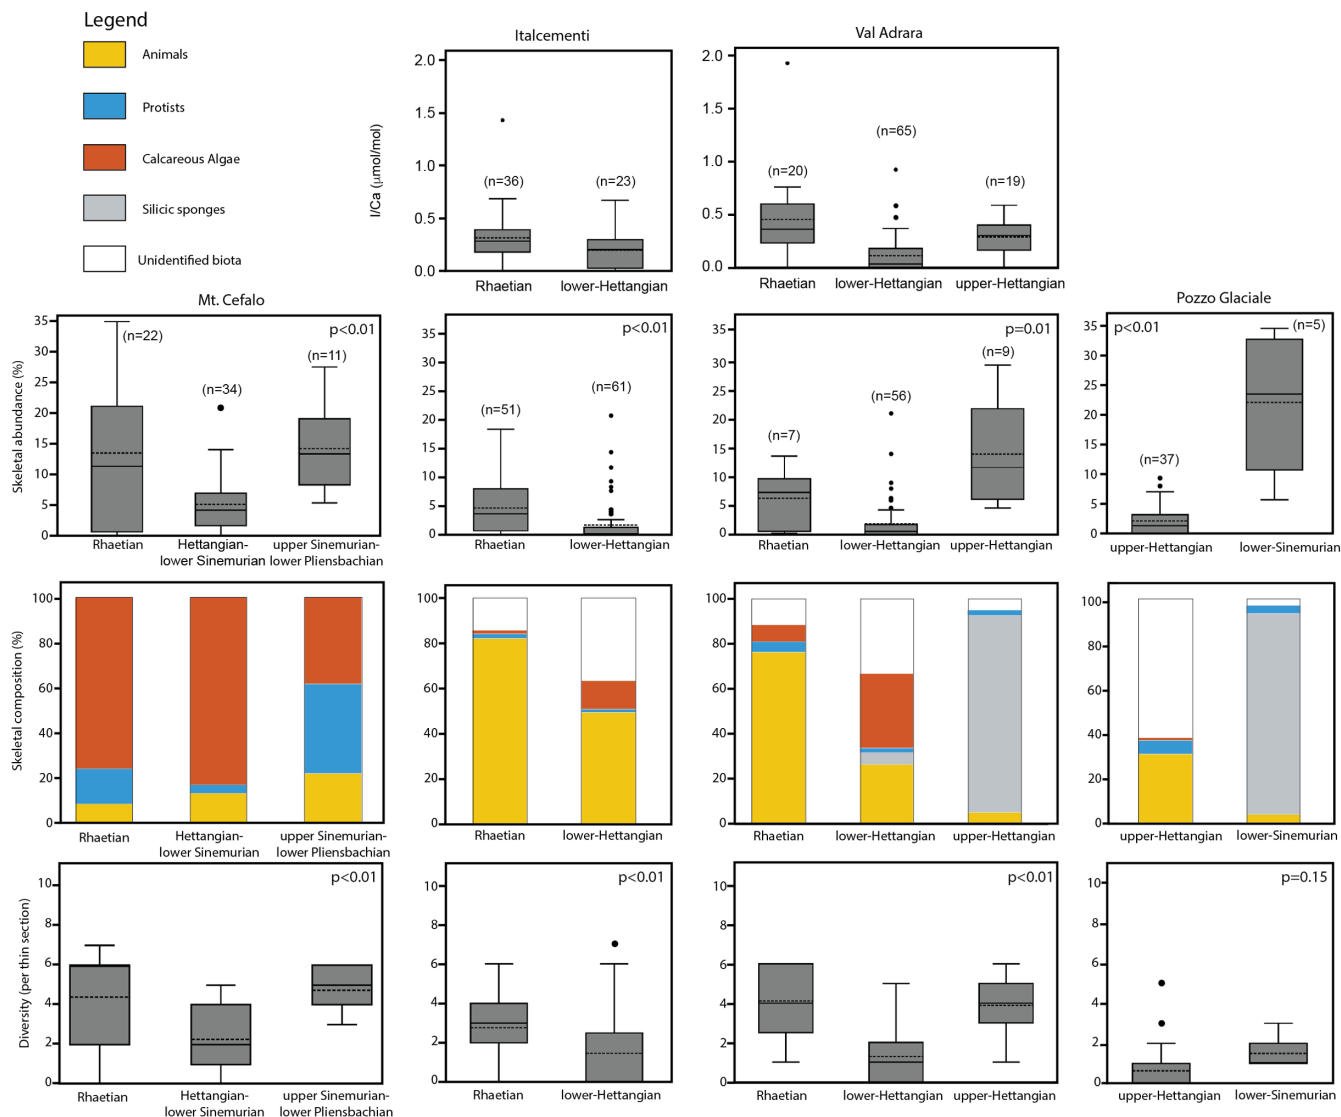 Legend
Animals
Protists
Calcareous Algae
Silicic sponges
Unidentified biota
Italcementi
I/Ca (μmol/mol)
2.0
1.5
1.0
0.5
0.0
(n=36)
(n=23)
Rhaetian
lower-Hettangian
Val Adrara
2.0
1.5
1.0
0.5
0.0
(n=20)
(n=65)
(n=19)
Rhaetian
lower-Hettangian
upper-Hettangian
Mt. Cefalo
Skeletal abundance (%)
35
30
25
20
15
10
5
0
(n=22)
(n=34)
(n=11)
p<0.01
Rhaetian
Hettangian-
lower Sinemurian
upper Sinemurian-
lower Pliensbachian
35
30
25
20
15
10
5
0
(n=51)
(n=61)
p<0.01
Rhaetian
lower-Hettangian
35
30
25
20
15
10
5
0
(n=7)
(n=56)
(n=9)
p=0.01
Rhaetian
lower-Hettangian
upper-Hettangian
Pozzo Glaciale
35
30
25
20
15
10
5
0
p<0.01
(n=37)
(n=5)
upper-Hettangian
lower-Sinemurian
Skeletal composition (%)
100
80
60
40
20
0
Rhaetian
Hettangian-
lower Sinemurian
upper Sinemurian-
lower Pliensbachian
100
80
60
40
20
0
Rhaetian
lower-Hettangian
100
80
60
40
20
0
Rhaetian
lower-Hettangian
upper-Hettangian
100
80
60
40
20
0
upper-Hettangian
lower-Sinemurian
Diversity (per thin section)
10
8
6
4
2
0
p<0.01
Rhaetian
Hettangian-
lower Sinemurian
upper Sinemurian-
lower Pliensbachian
10
8
6
4
2
0
p<0.01
Rhaetian
lower-Hettangian
10
8
6
4
2
0
p<0.01
Rhaetian
lower-Hettangian
upper-Hettangian
10
8
6
4
2
0
p=0.15
upper-Hettangian
lower-Sinemurian